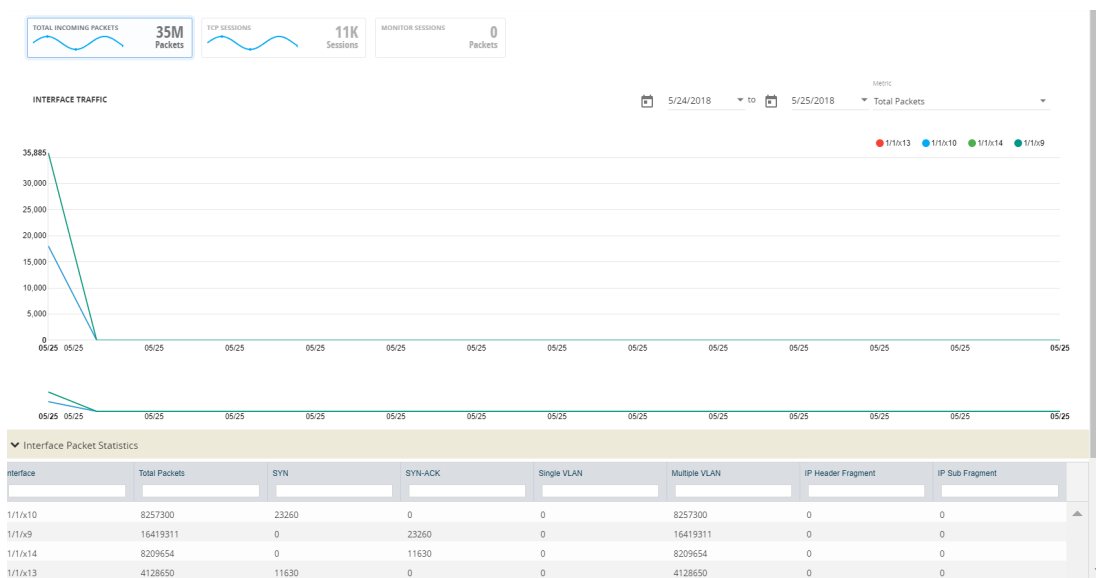 TOTAL INCOMING PACKETS 35M Packets
TCP SESSIONS 11K Sessions
MONITOR SESSIONS 0 Packets
INTERFACE TRAFFIC
5/24/2018 to 5/25/2018
Metric
Total Packets
1/1/x13 1/1/x10 1/1/x14 1/1/x9
35,885
30,000
25,000
20,000
15,000
10,000
5,000
0
05/25 05/25 05/25 05/25 05/25 05/25 05/25 05/25 05/25 05/25 05/25 05/25 05/25 05/25
05/25 05/25 05/25 05/25 05/25 05/25 05/25 05/25 05/25 05/25 05/25 05/25 05/25 05/25
Interface Packet Statistics
nterface Total Packets SYN SYN-ACK Single VLAN Multiple VLAN IP Header Fragment IP Sub Fragment
1/1/x10 8257300 23260 0 0 8257300 0 0
1/1/x9 16419311 0 23260 0 16419311 0 0
1/1/x14 8209654 0 11630 0 8209654 0 0
1/1/x13 4128650 11630 0 0 4128650 0 0